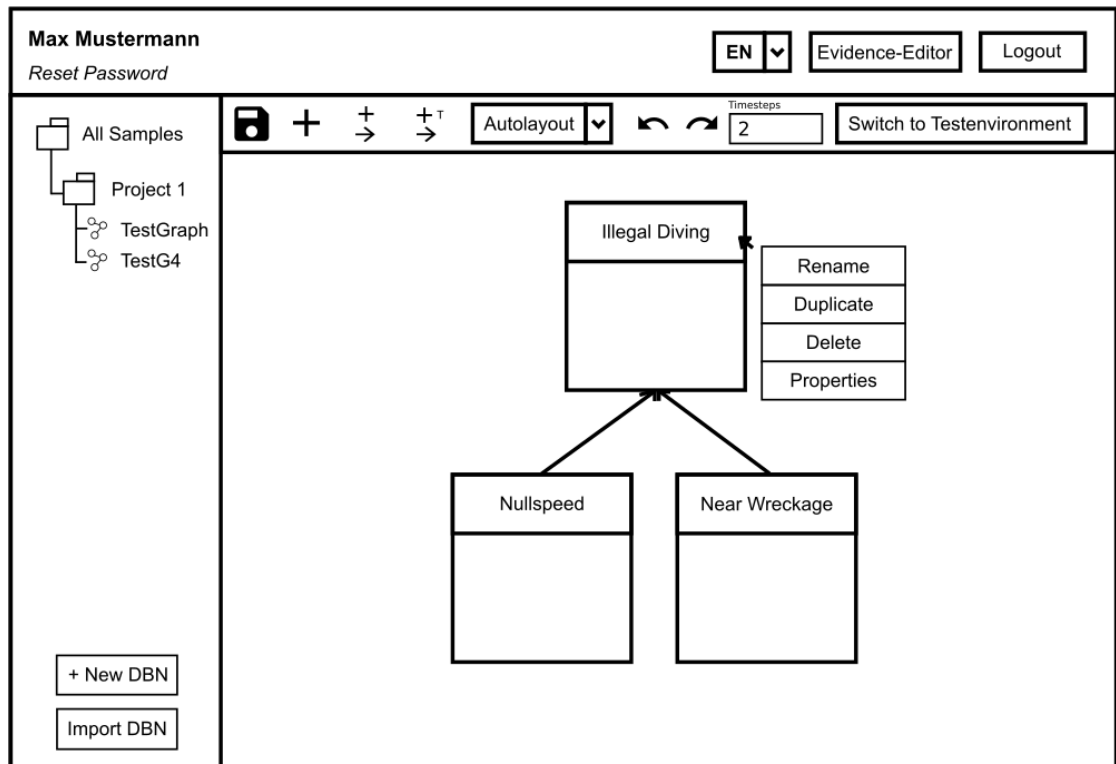 Max Mustermann
Reset Password
EN
Evidence-Editor
Logout
All Samples
Project 1
TestGraph
TestG4
+ New DBN
Import DBN
T
Autolayout
Timesteps
2
Switch to Testenvironment
Illegal Diving
Rename
Duplicate
Delete
Properties
Nullspeed
Near Wreckage